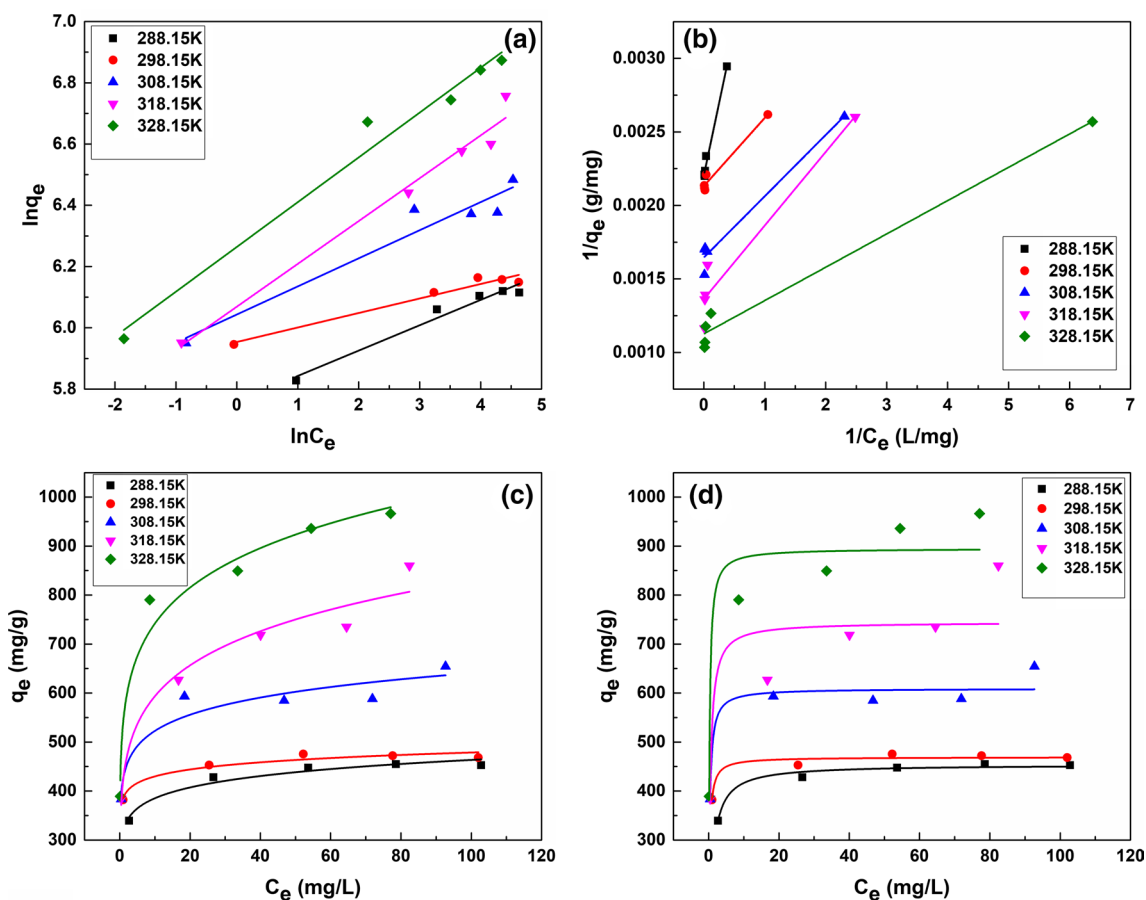 (a)
288.15K
298.15K
308.15K
318.15K
328.15K
7.0
6.8
6.6
6.4
6.2
6.0
5.8
lnqe
-2 -1 0 1 2 3 4 5
lnCe
(b)
288.15K
298.15K
308.15K
318.15K
328.15K
0.0030
0.0025
0.0020
0.0015
0.0010
1/qe (g/mg)
0 1 2 3 4 5 6 7
1/Ce (L/mg)
(c)
288.15K
298.15K
308.15K
318.15K
328.15K
1000
900
800
700
600
500
400
300
qe (mg/g)
0 20 40 60 80 100 120
Ce (mg/L)
(d)
288.15K
298.15K
308.15K
318.15K
328.15K
1000
900
800
700
600
500
400
300
qe (mg/g)
0 20 40 60 80 100 120
Ce (mg/L)